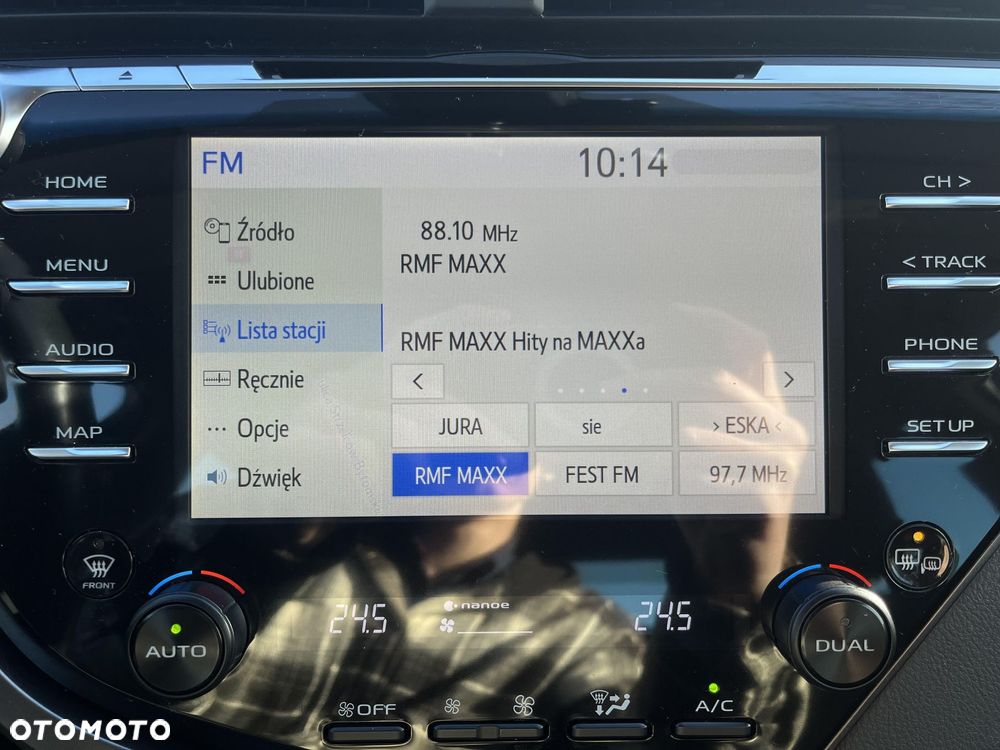 FM
10:14
HOME
MENU
AUDIO
MAP
CH >
< TRACK
PHONE
SETUP
Źródło
Ulubione
Lista stacji
Ręcznie
Opcje
Dźwięk
88.10 MHz
RMF MAXX
RMF MAXX Hity na MAXXa
< >
JURA sie › ESKA ‹
RMF MAXX FEST FM 97,7 MHz
FRONT
24.5 nanoe 24.5
AUTO
DUAL
OFF
A/C
OTOMOTO